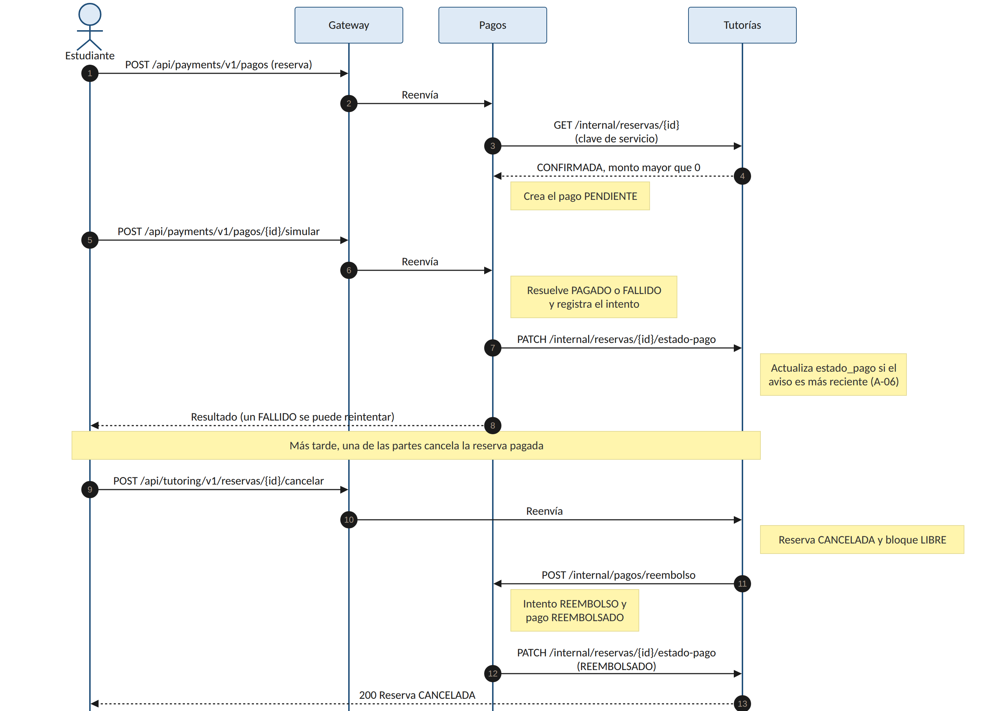 Gateway
Pagos
Tutorías
Estudiante
POST /api/payments/v1/pagos (reserva)
1
Reenvía
2
GET /internal/reservas/{id}
(clave de servicio)
3
CONFIRMADA, monto mayor que 0
4
Crea el pago PENDIENTE
POST /api/payments/v1/pagos/{id}/simular
5
Reenvía
6
Resuelve PAGADO o FALLIDO
y registra el intento
PATCH /internal/reservas/{id}/estado-pago
7
Actualiza estado_pago si el
aviso es más reciente (A-06)
Resultado (un FALLIDO se puede reintentar)
8
Más tarde, una de las partes cancela la reserva pagada
POST /api/tutoring/v1/reservas/{id}/cancelar
9
Reenvía
10
Reserva CANCELADA y bloque LIBRE
POST /internal/pagos/reembolso
11
Intento REEMBOLSO y
pago REEMBOLSADO
PATCH /internal/reservas/{id}/estado-pago
(REEMBOLSADO)
12
200 Reserva CANCELADA
13